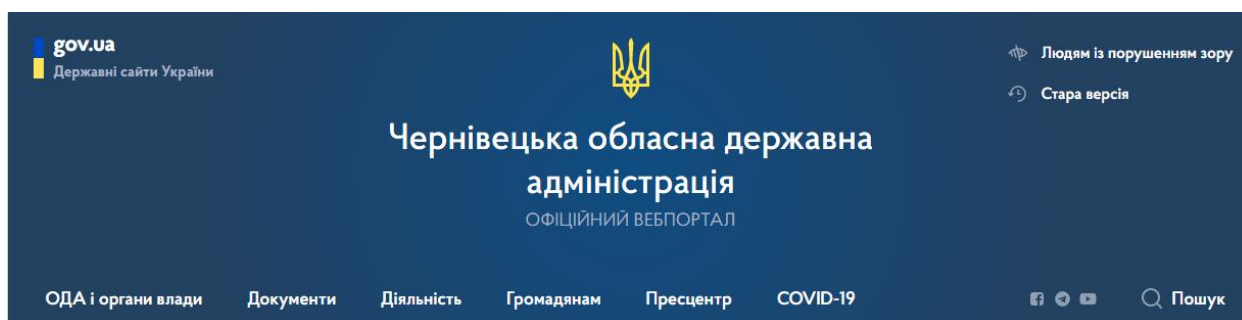 gov.ua
Державні сайти України
Людям із порушенням зору
Стара версія
Чернівецька обласна державна
адміністрація
ОФІЦІЙНИЙ ВЕБПОРТАЛ
ОДА і органи влади Документи Діяльність Громадянам Пресцентр COVID-19 Пошук